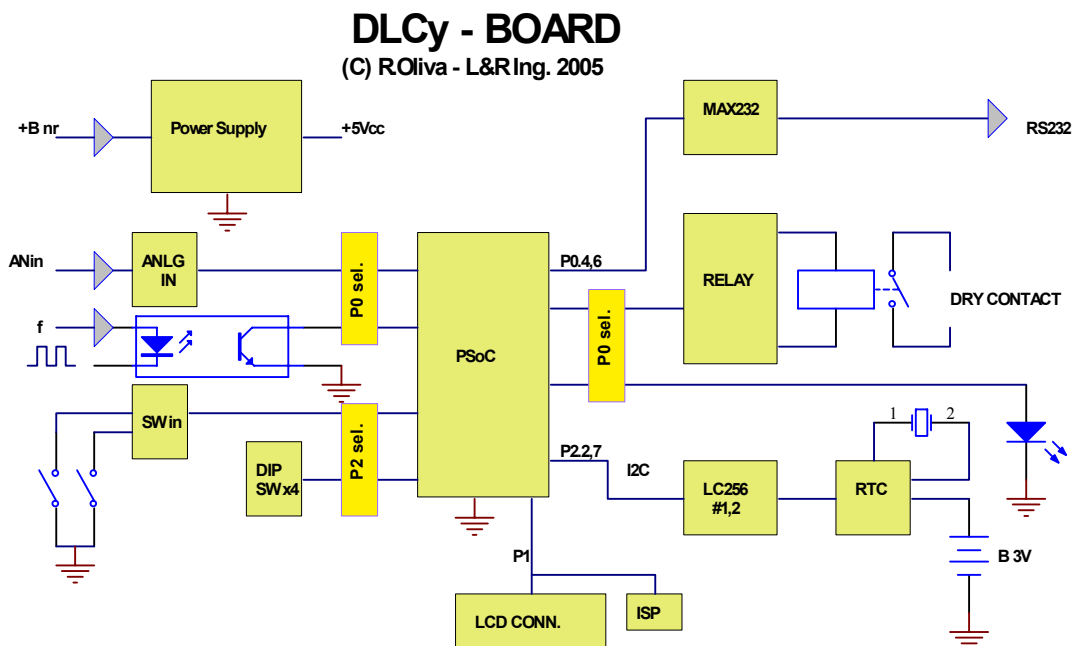 DLCy - BOARD
(C) R.Oliva - L&R Ing. 2005
+B nr
Power Supply
+5Vcc
MAX232
RS232
ANin
ANLG
IN
P0 sel.
P0.4,6
RELAY
DRY CONTACT
f
PSoC
P0 sel.
SWin
P2 sel.
DIP
SWx4
P2.2,7
I2C
LC256
#1,2
RTC
1
2
B 3V
P1
LCD CONN.
ISP